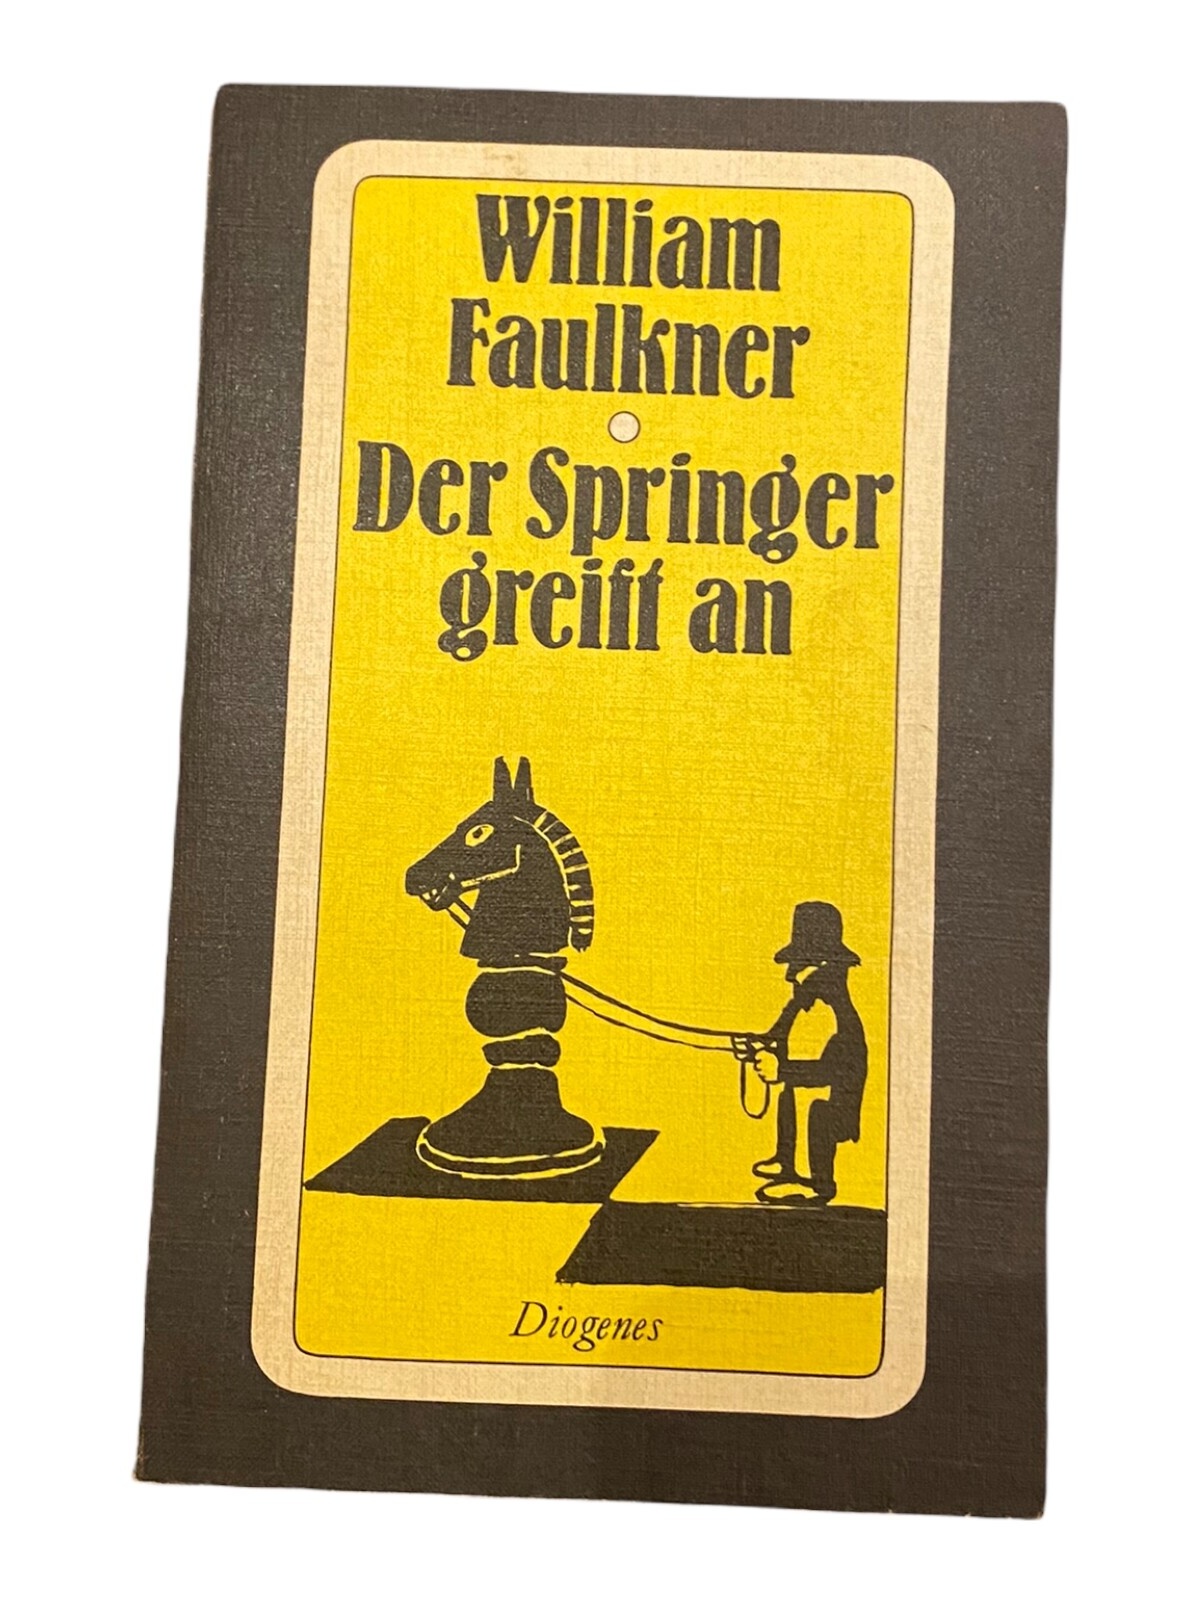 William
Faulkner
Der Springer
greift an
Diogenes